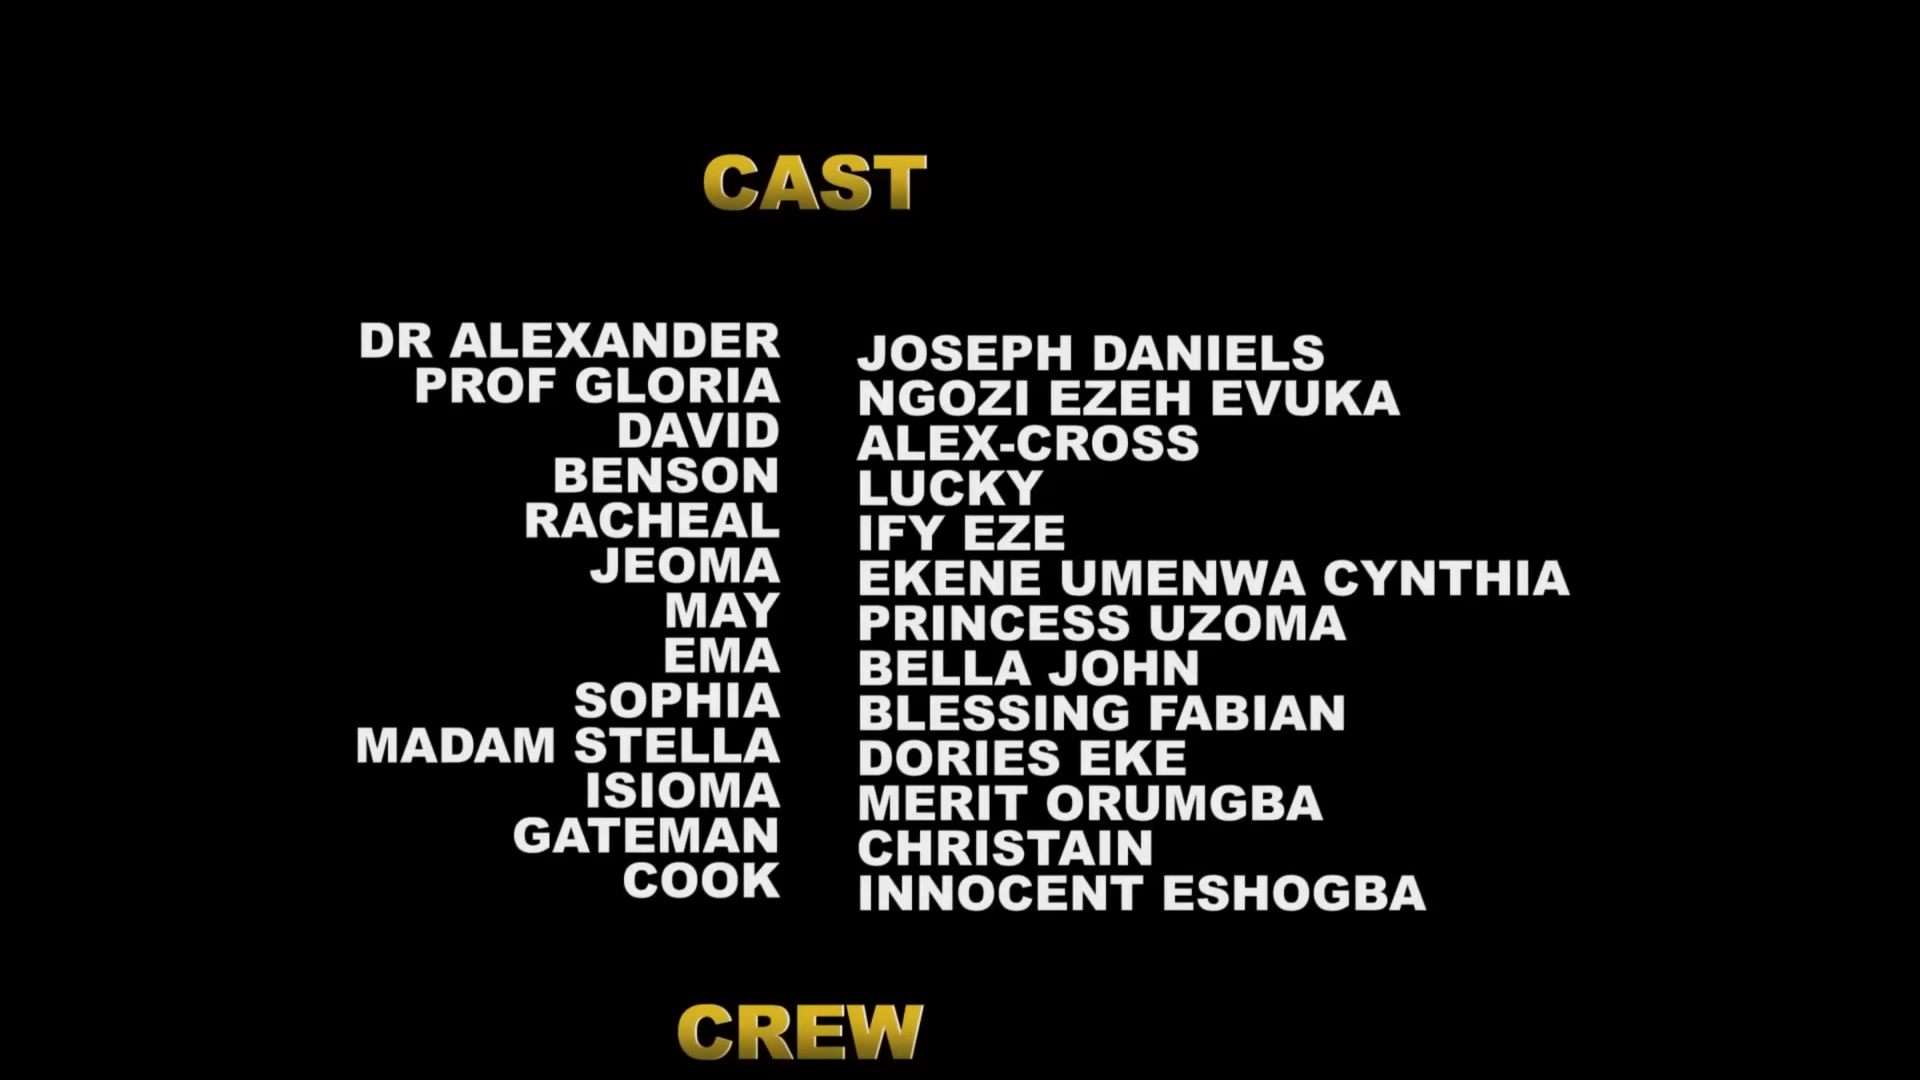 CAST
DR ALEXANDER JOSEPH DANIELS
PROF GLORIA NGOZI EZEH EVUKA
DAVID ALEX-CROSS
BENSON LUCKY
RACHEAL IFY EZE
JEOMA EKENE UMENWA CYNTHIA
MAY PRINCESS UZOMA
EMA BELLA JOHN
SOPHIA BLESSING FABIAN
MADAM STELLA DORIES EKE
ISIOMA MERIT ORUMGBA
GATEMAN CHRISTAIN
COOK INNOCENT ESHOGBA
CREW